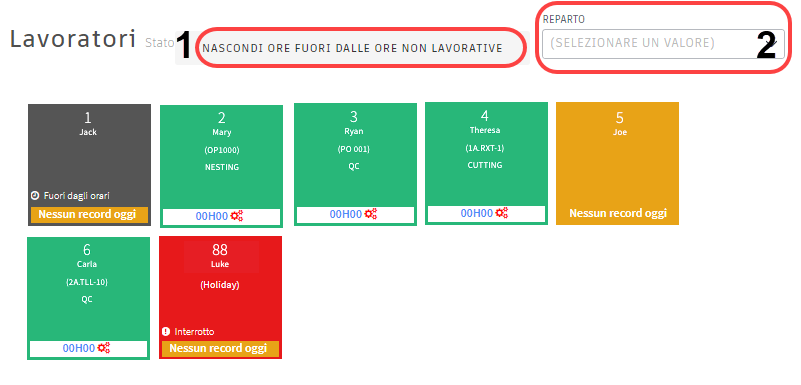 REPARTO
Lavoratori Stato
1 NASCONDI ORE FUORI DALLE ORE NON LAVORATIVE
(SELEZIONARE UN VALORE) 2
1
Jack
Fuori dagli orari
Nessun record oggi
2
Mary
(OP1000)
NESTING
00H00
3
Ryan
(PO 001)
QC
00H00
4
Theresa
(1A.RXT-1)
CUTTING
00H00
5
Joe
Nessun record oggi
6
Carla
(2A.TLL-10)
QC
00H00
88
Luke
(Holiday)
Interrotto
Nessun record oggi